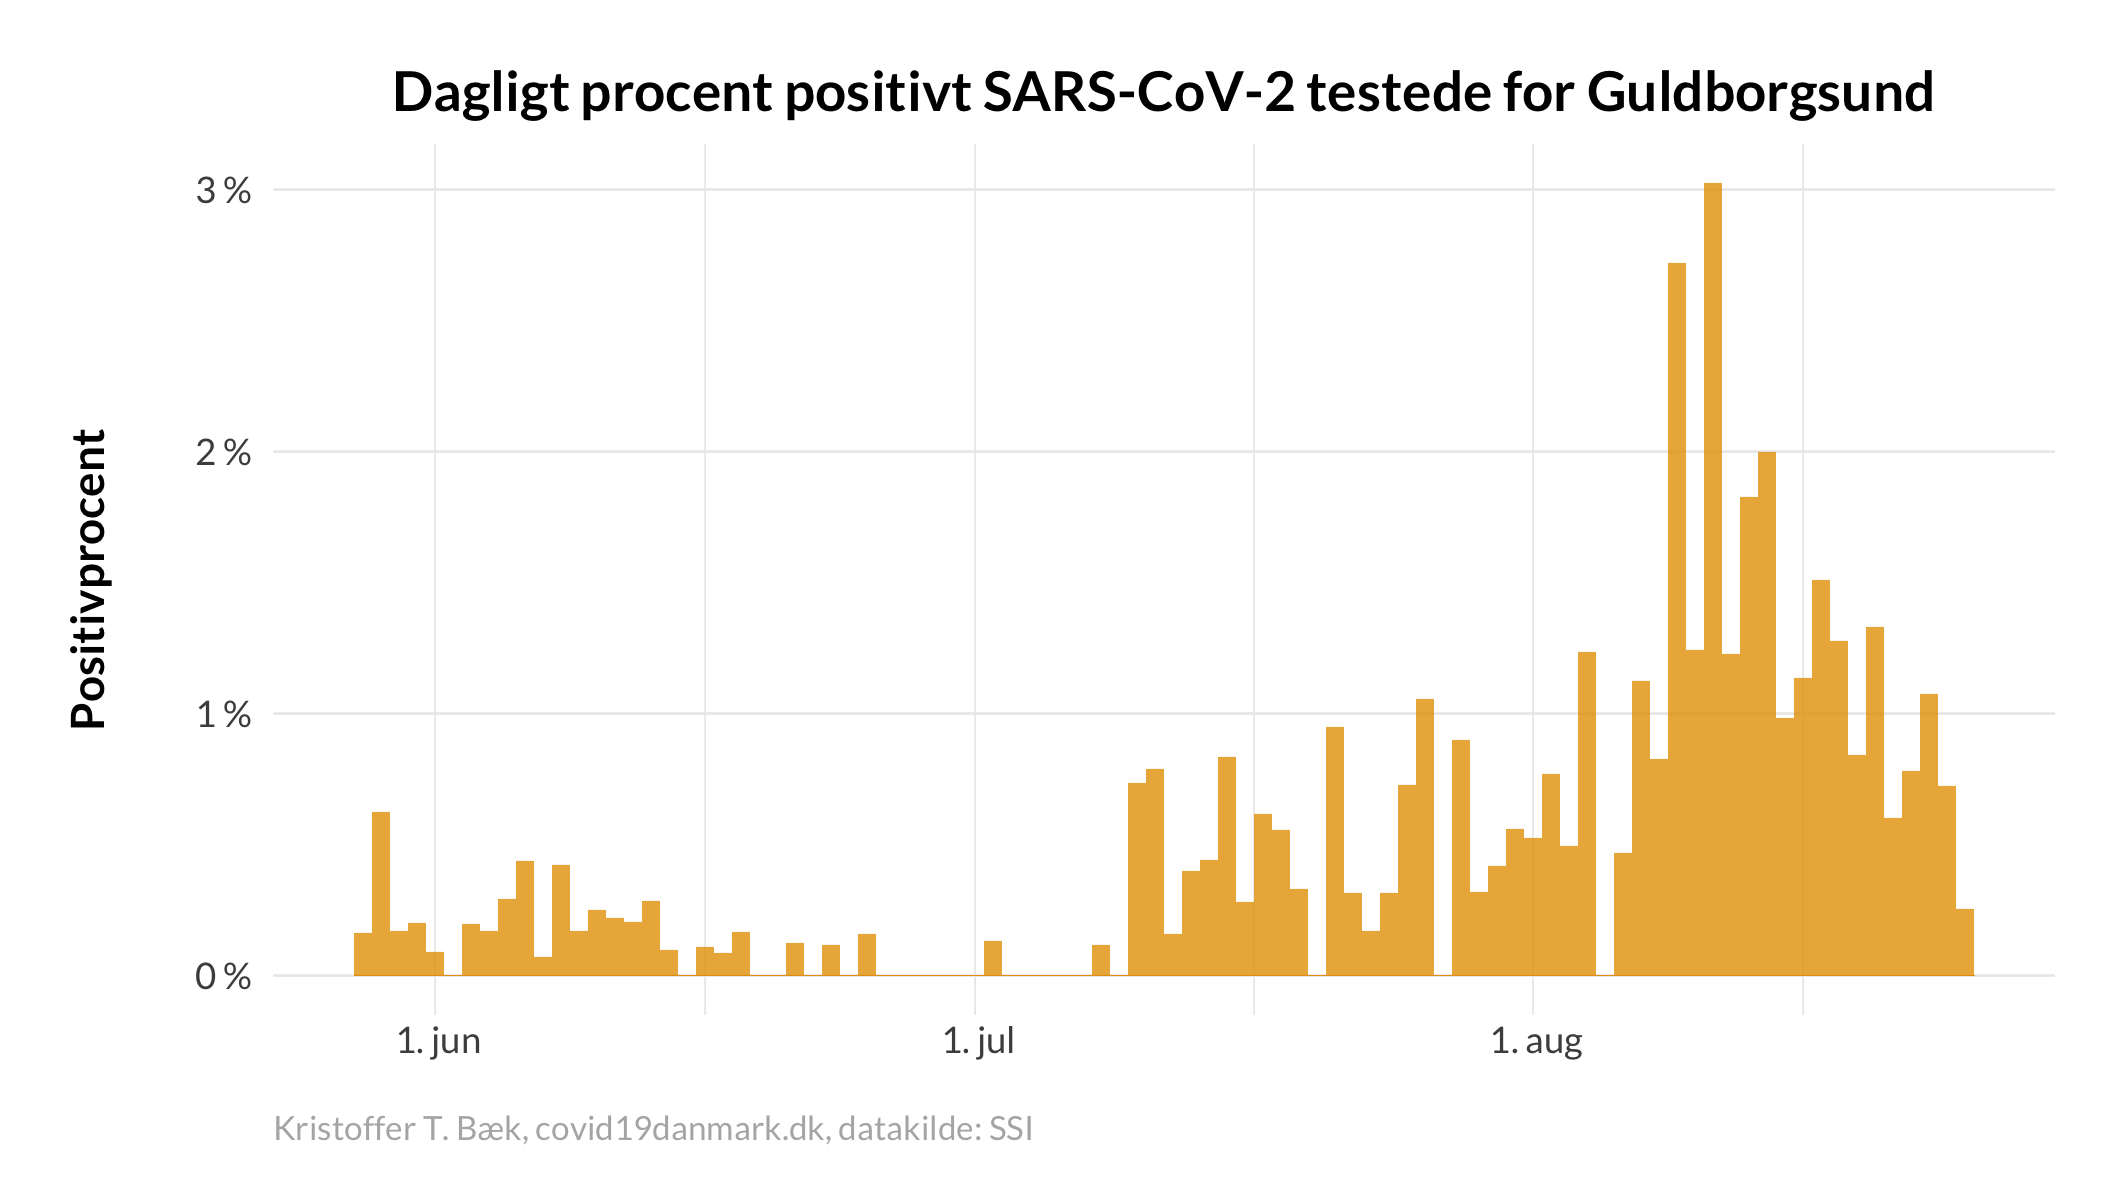 Dagligt procent positivt SARS-CoV-2 testede for Guldborgsund
Positivprocent
3 %
2 %
1 %
0 %
1. jun
1. jul
1. aug
Kristoffer T. Bæk, covid19danmark.dk, datakilde: SSI